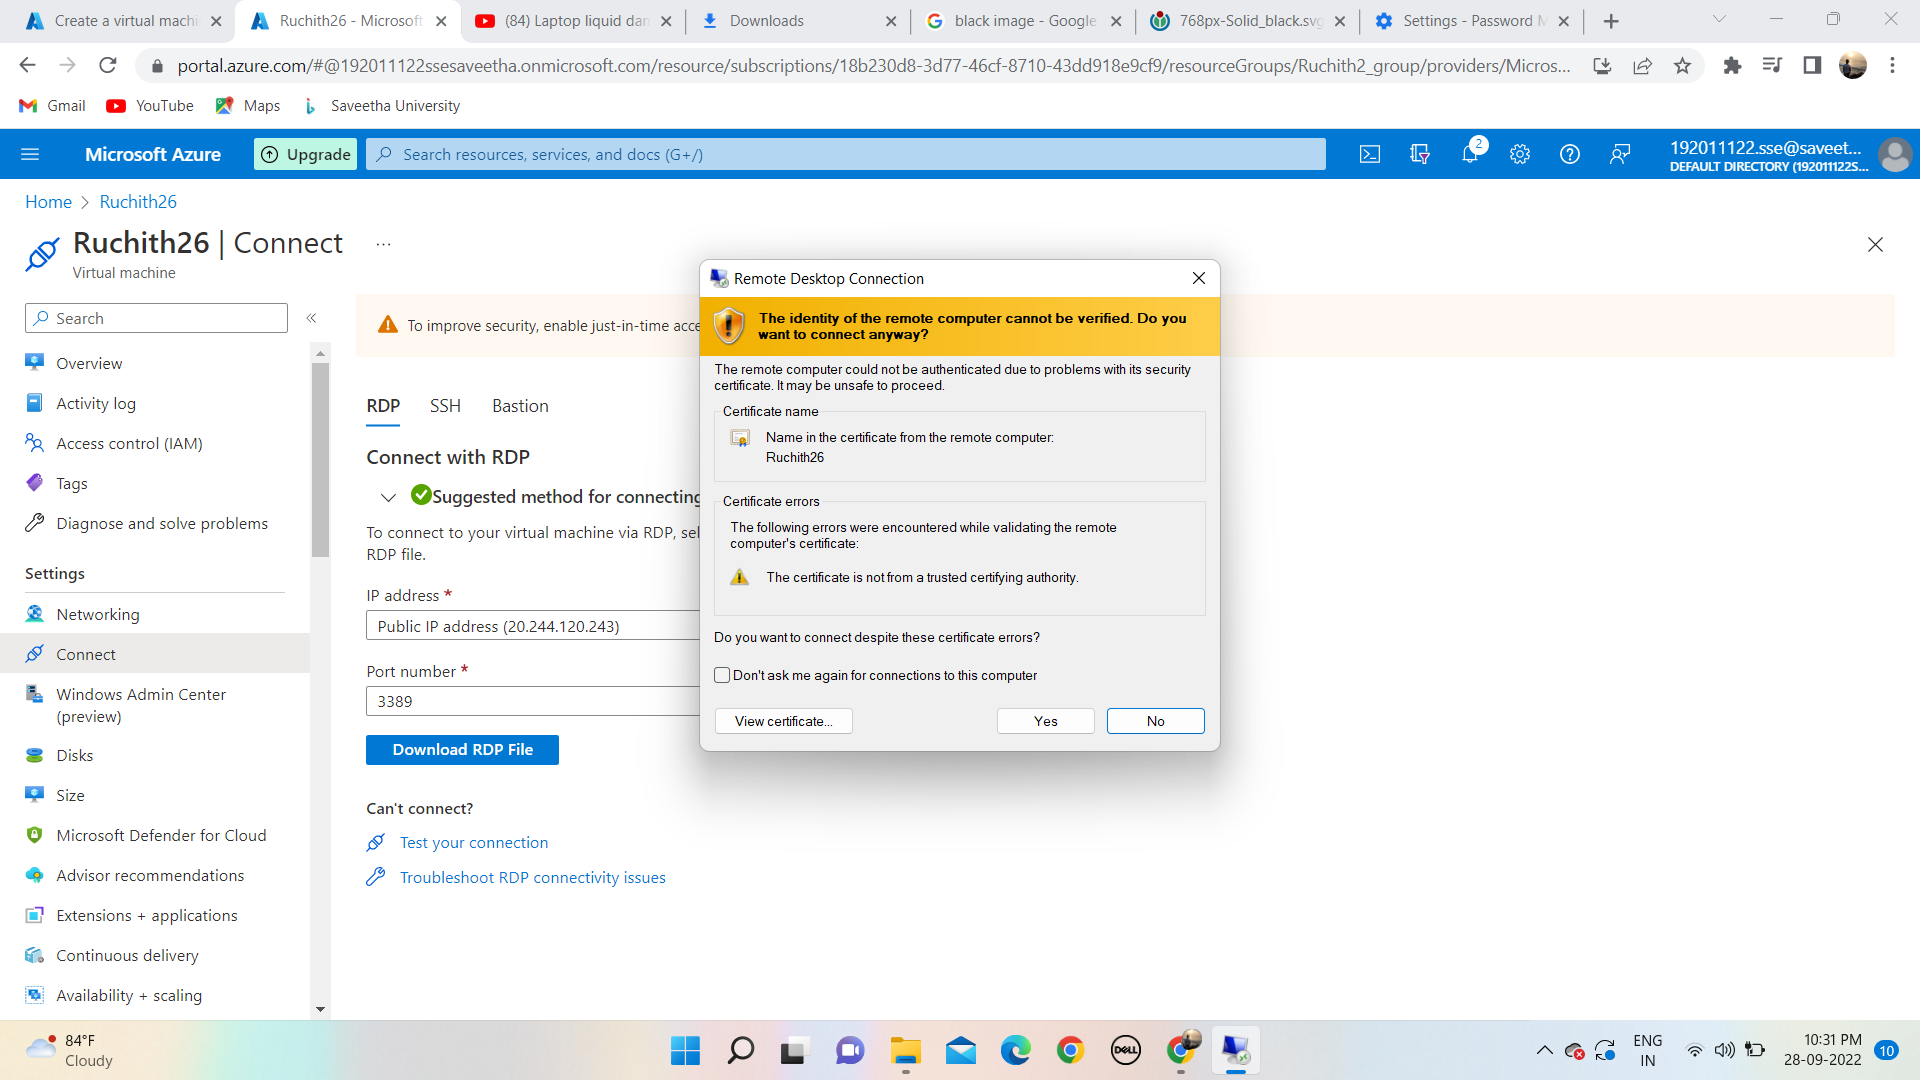 Create a virtual machi
Ruchith26 - Microsoft
(84) Laptop liquid dan
Downloads
black image - Google
768px-Solid_black.svg
Settings - Password M
portal.azure.com/#@192011122ssesaveetha.onmicrosoft.com/resource/subscriptions/18b230d8-3d77-46cf-8710-43dd918e9cf9/resourceGroups/Ruchith2_group/providers/Micros...
Gmail
YouTube
Maps
Saveetha University
Microsoft Azure
Upgrade
Search resources, services, and docs (G+/)
2
192011122.sse@saveet...
DEFAULT DIRECTORY (192011122S...
Home > Ruchith26
Ruchith26 | Connect ...
Virtual machine
Search
«
Overview
Activity log
Access control (IAM)
Tags
Diagnose and solve problems
Settings
Networking
Connect
Windows Admin Center
(preview)
Disks
Size
Microsoft Defender for Cloud
Advisor recommendations
Extensions + applications
Continuous delivery
Availability + scaling
To improve security, enable just-in-time acce
RDP
SSH
Bastion
Connect with RDP
Suggested method for connecting
To connect to your virtual machine via RDP, sel
RDP file.
IP address *
Public IP address (20.244.120.243)
Port number *
3389
Download RDP File
Can't connect?
Test your connection
Troubleshoot RDP connectivity issues
Remote Desktop Connection
The identity of the remote computer cannot be verified. Do you
want to connect anyway?
The remote computer could not be authenticated due to problems with its security
certificate. It may be unsafe to proceed.
Certificate name
Name in the certificate from the remote computer:
Ruchith26
Certificate errors
The following errors were encountered while validating the remote
computer's certificate:
The certificate is not from a trusted certifying authority.
Do you want to connect despite these certificate errors?
Don't ask me again for connections to this computer
View certificate...
Yes
No
84°F
Cloudy
DELL
ENG
IN
10:31 PM
28-09-2022
10